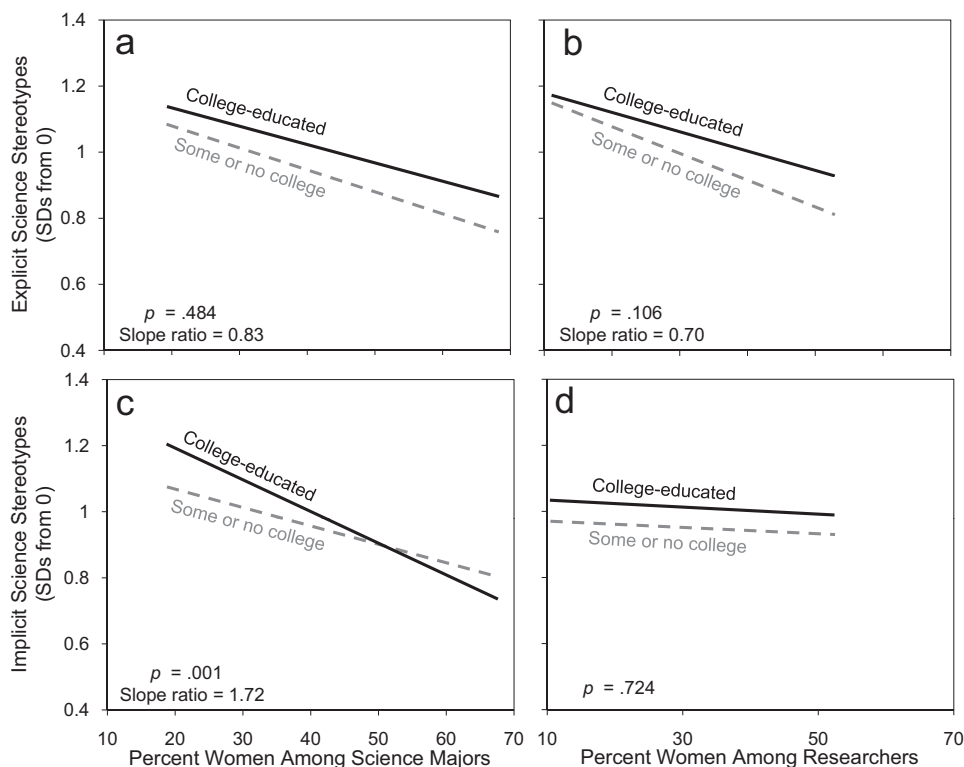 1.4
1.2
1
0.8
0.6
0.4
Explicit Science Stereotypes
(SDs from 0)
a
College-educated
Some or no college
p = .484
Slope ratio = 0.83
b
College-educated
Some or no college
p = .106
Slope ratio = 0.70
1.4
1.2
1
0.8
0.6
0.4
Implicit Science Stereotypes
(SDs from 0)
c
College-educated
Some or no college
p = .001
Slope ratio = 1.72
10 20 30 40 50 60 70
Percent Women Among Science Majors
d
College-educated
Some or no college
p = .724
10 30 50 70
Percent Women Among Researchers